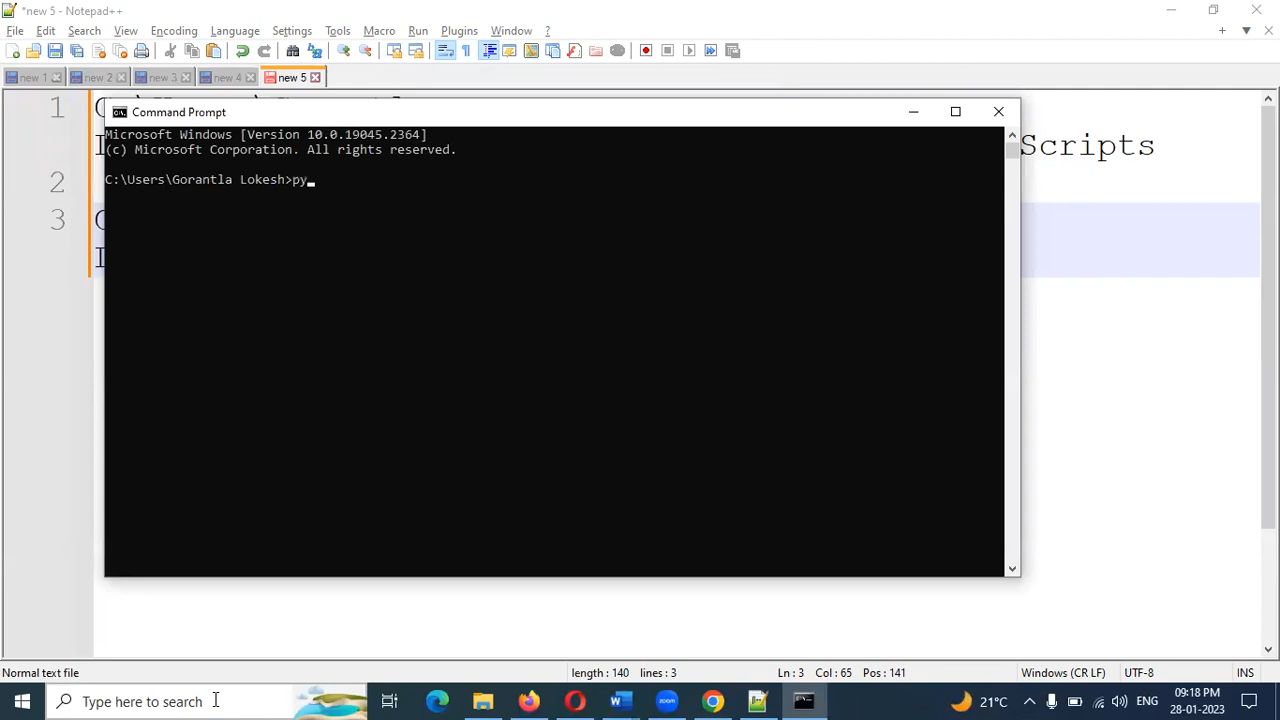 *new 5 - Notepad++
File Edit Search View Encoding Language Settings Tools Macro Run Plugins Window ?
new 1 new 2 new 3 new 4 new 5
1
Command Prompt
Microsoft Windows [Version 10.0.19045.2364]
(c) Microsoft Corporation. All rights reserved.
Scripts
C:\Users\Gorantla Lokesh>py
2
3
Normal text file length : 140 lines : 3 Ln : 3 Col : 65 Pos : 141 Windows (CR LF) UTF-8 INS
Type here to search 21°C ENG 09:18 PM
28-01-2023